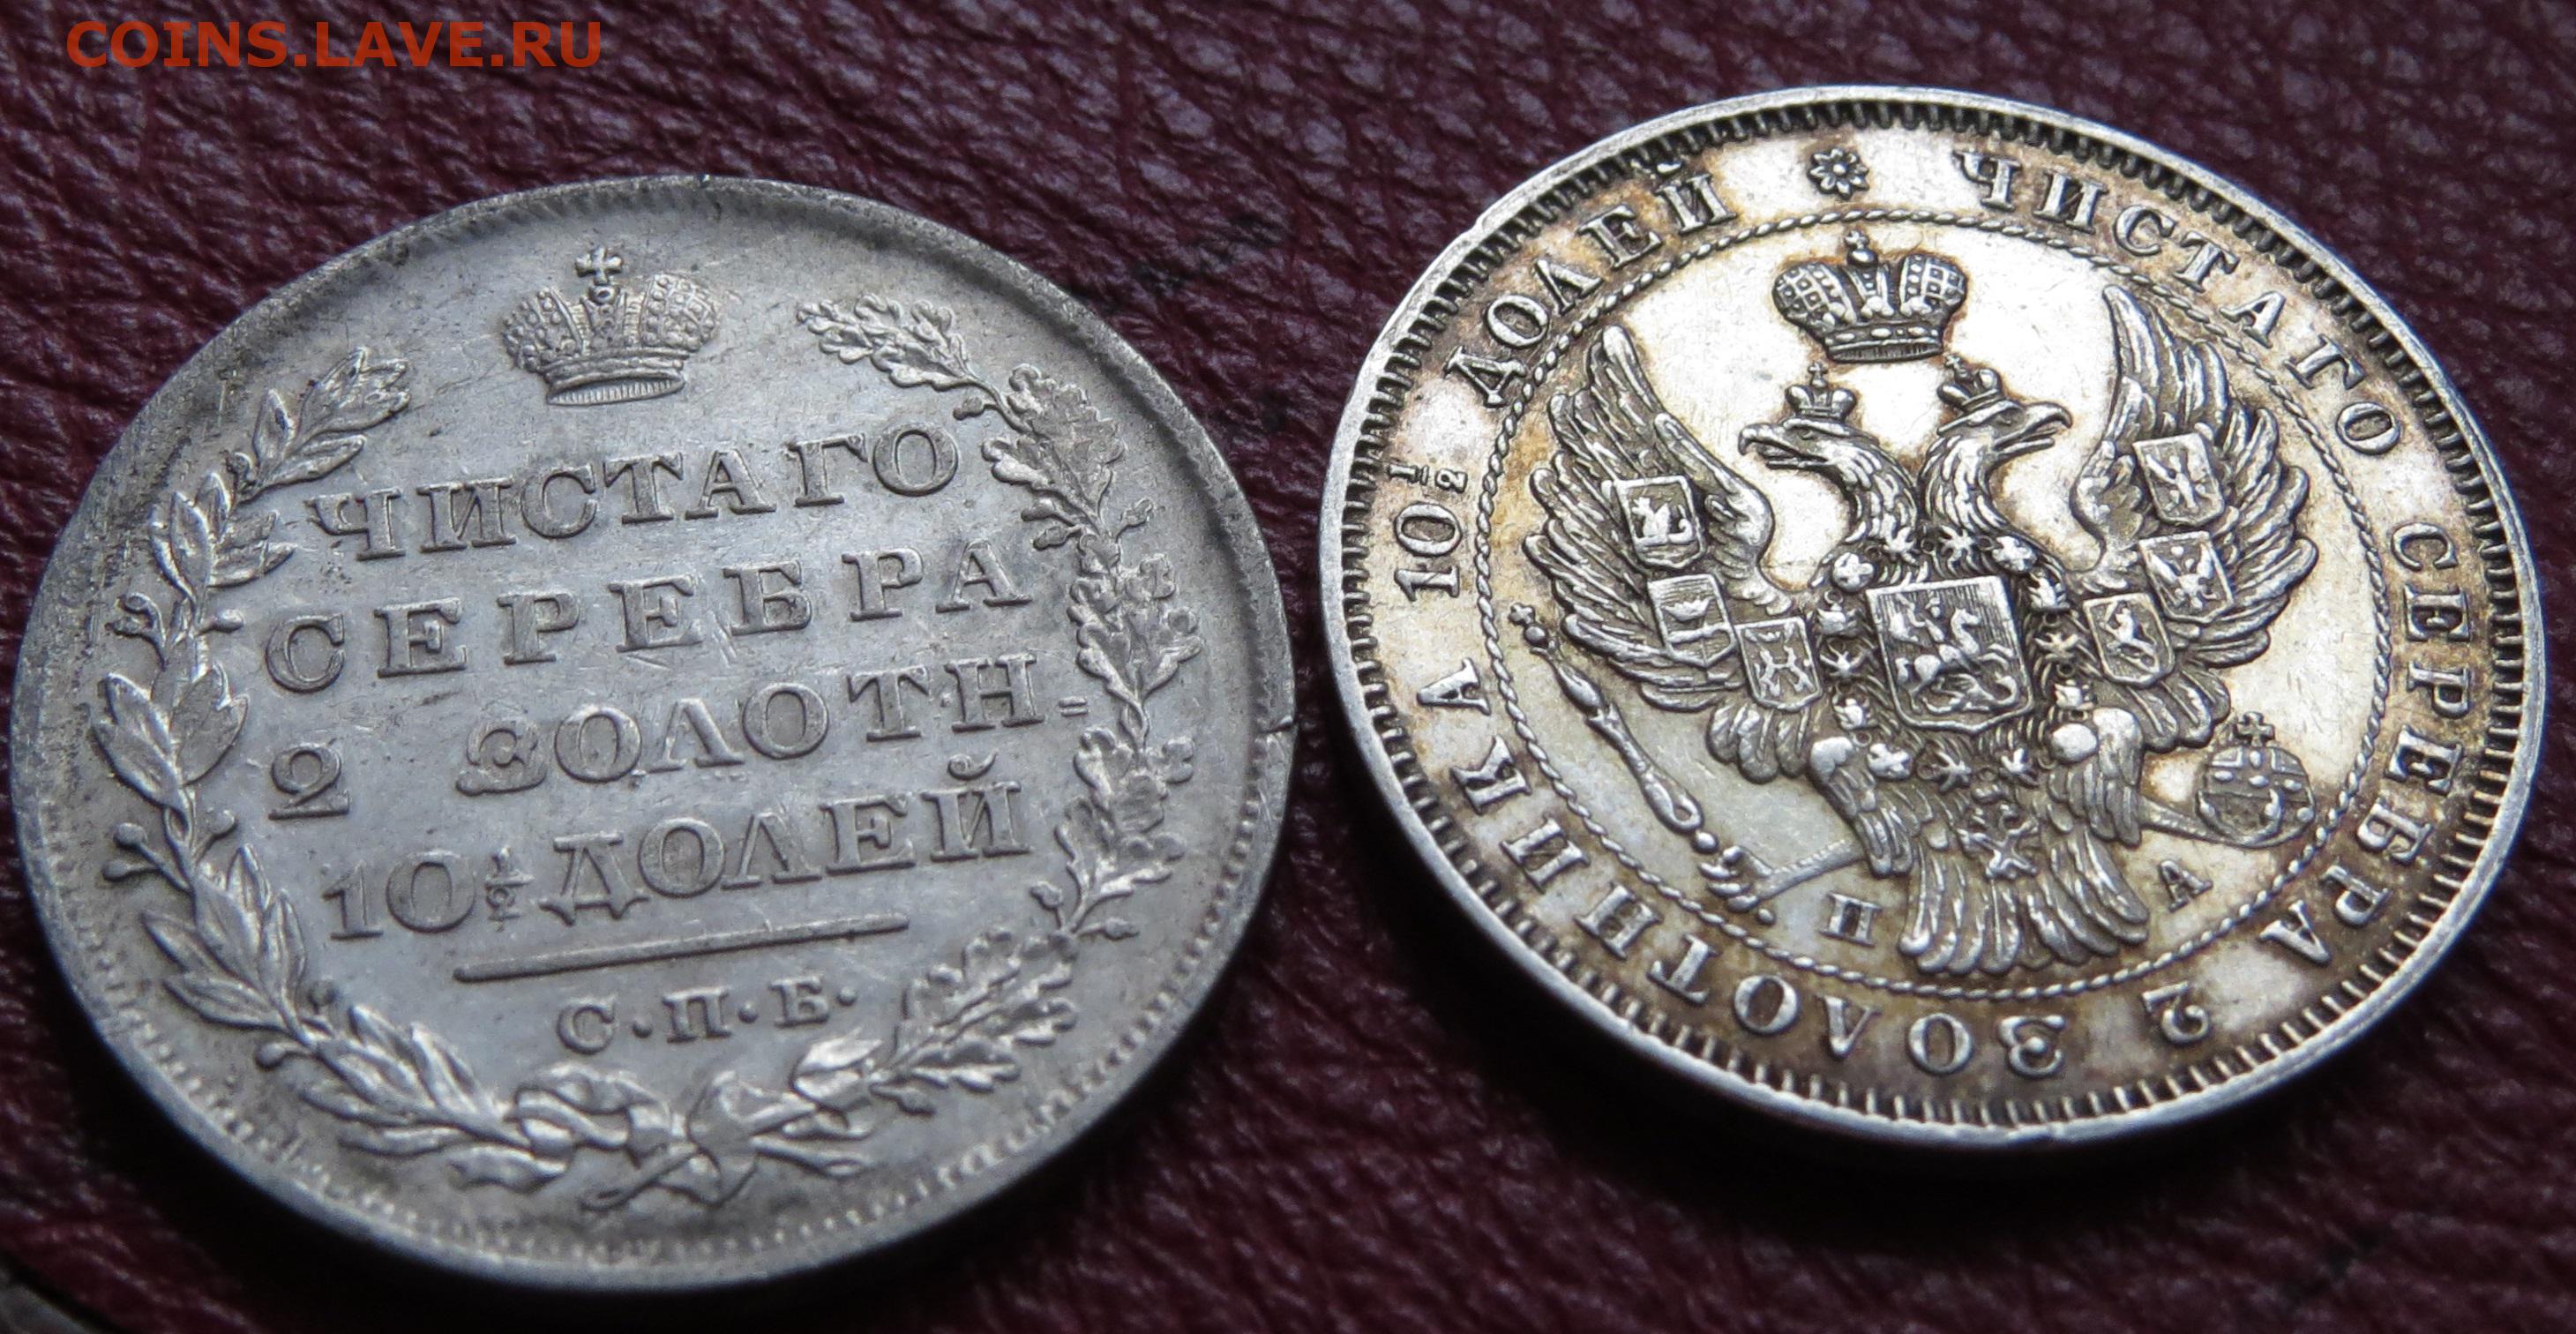 COINS.LAVE.RU
ЧИСТАГО
СЕРЕБРА
2 ЗОЛОТН=
10½ ДОЛЕЙ
С·П·Б·
ЧИСТАГО СЕРЕБРА 2 ЗОЛОТНИКА 10½ ДОЛЕЙ
П А